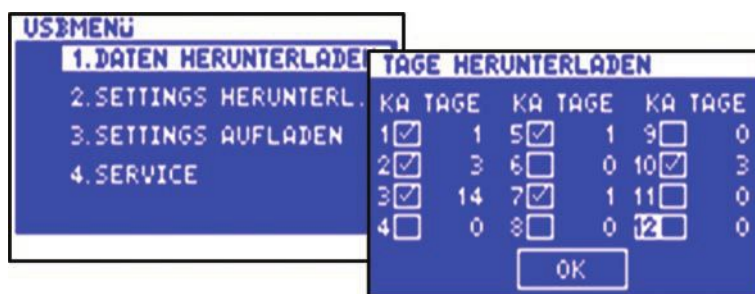 USBMENÜ
1.DATEN HERUNTERLADEN
2.SETTINGS HERUNTERL.
3.SETTINGS AUFLADEN
4.SERVICE
TAGE HERUNTERLADEN
KA TAGE KA TAGE KA TAGE
1 1 5 1 9 0
2 3 6 0 10 3
3 14 7 1 11 0
4 0 8 0 12 0
OK